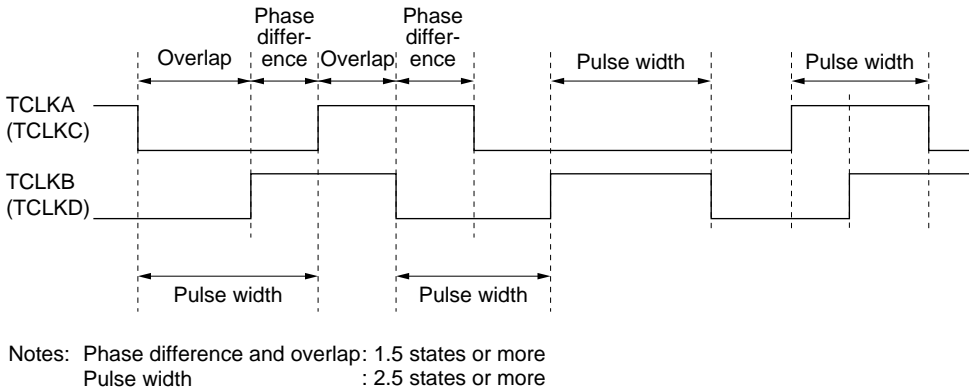 Phase
differ-
ence
Phase
differ-
ence
Overlap
Overlap
Pulse width
Pulse width
TCLKA
(TCLKC)
TCLKB
(TCLKD)
Pulse width
Pulse width
Notes: Phase difference and overlap: 1.5 states or more
Pulse width : 2.5 states or more